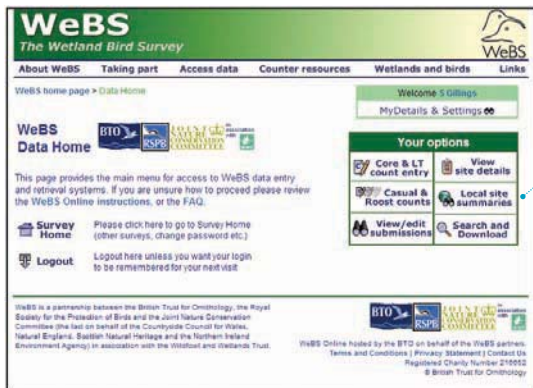 WeBS
The Wetland Bird Survey
WeBS
About WeBS Taking part Access data Counter resources Wetlands and birds Links
WeBS home page > Data Home
Welcome S Gillings
MyDetails & Settings
WeBS
Data Home
BTO
RSPB
JOINT
NATURE
CONSERVATION
COMMITTEE
in
association
with
Your options
Core & LT
count entry
View
site details
Casual &
Roost counts
Local site
summaries
View/edit
submissions
Search and
Download
This page provides the main menu for access to WeBS data entry
and retrieval systems. If you are unsure how to proceed please review
the WeBS Online instructions, or the FAQ.
Survey
Home
Please click here to go to Survey Home
(other surveys, change password etc.)
Logout
Logout here unless you want your login
to be remembered for your next visit
WeBS is a partnership between the British Trust for Ornithology, the Royal
Society for the Protection of Birds and the Joint Nature Conservation
Committee (the last on behalf of the Countryside Council for Wales,
Natural England, Scottish Natural Heritage and the Northern Ireland
Environment Agency) in association with the Wildfowl and Wetlands Trust.
BTO
RSPB
JOINT
NATURE
CONSERVATION
COMMITTEE
WeBS Online hosted by the BTO on behalf of the WeBS partners.
Terms and Conditions | Privacy Statement | Contact Us
Registered Charity Number 216652
© British Trust for Ornithology